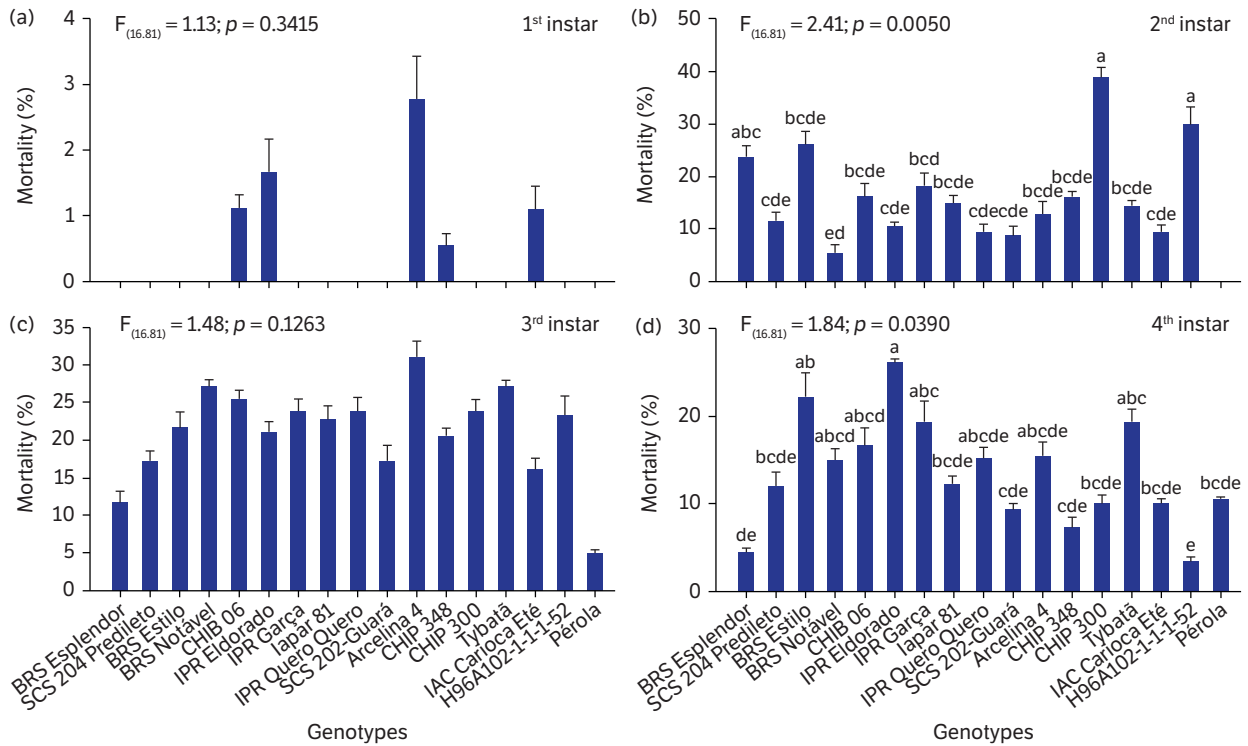 (a)
F(16.81) = 1.13; p = 0.3415
1st instar
Mortality (%)
4
3
2
1
0
(b)
F(16.81) = 2.41; p = 0.0050
2nd instar
Mortality (%)
50
40
30
20
10
0
abc
cde
bcde
ed
bcde
cde
bcd
bcde
cde
cde
bcde
bcde
a
bcde
cde
a
(c)
F(16.81) = 1.48; p = 0.1263
3rd instar
Mortality (%)
35
30
25
20
15
10
5
0
BRS Esplendor
SCS 204 Predileto
BRS Estilo
BRS Notável
CHIB 06
IPR Eldorado
IPR Garça
Iapar 81
IPR Quero Quero
SCS 202-Guará
Arcelina 4
CHIP 348
CHIP 300
Tybatã
IAC Carloca Eté
H96A102-1-1-1-52
Pérola
Genotypes
(d)
F(16.81) = 1.84; p = 0.0390
4th instar
Mortality (%)
30
20
10
0
de
bcde
ab
abcd
abcd
a
abc
bcde
abcde
cde
abcde
cde
bcde
abc
bcde
e
bcde
BRS Esplendor
SCS 204 Predileto
BRS Estilo
BRS Notável
CHIB 06
IPR Eldorado
IPR Garça
Iapar 81
IPR Quero Quero
SCS 202-Guará
Arcelina 4
CHIP 348
CHIP 300
Tybatã
IAC Carloca Eté
H96A102-1-1-1-52
Pérola
Genotypes